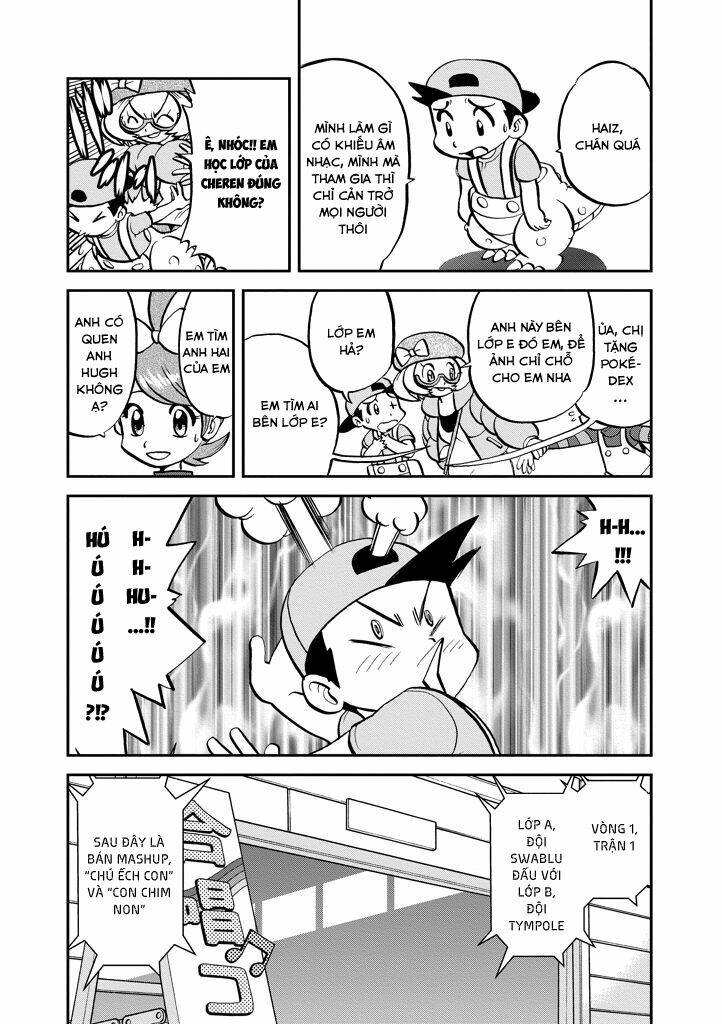 HAIZ,
CHÁN QUÁ
MÌNH LÀM GÌ
CÓ KHIẾU ÂM
NHẠC, MÌNH MÀ
THAM GIA THÌ
CHỈ CẢN TRỞ
MỌI NGƯỜI
THÔI
Ê, NHÓC!! EM
HỌC LỚP CỦA
CHEREN ĐÚNG
KHÔNG?
ỦA, CHỊ
TẶNG
POKÉ-
DEX
...
ANH NÀY BÊN
LỚP E ĐÓ EM, ĐỂ
ẢNH CHỈ CHỖ
CHO EM NHA
LỚP EM
HẢ?
EM TÌM AI
BÊN LỚP E?
EM TÌM
ANH HAI
CỦA EM
ANH CÓ
QUEN
ANH
HUGH
KHÔNG
Ạ?
H-H...
!!!
H-
H-
HU-
...!!
HÚ
Ú
Ú
Ú
Ú
Ú
?!?
VÒNG 1,
TRẬN 1
LỚP A,
ĐỘI
SWABLU
ĐẤU VỚI
LỚP B,
ĐỘI
TYMPOLE
SAU ĐÂY LÀ
BẢN MASHUP,
“CHÚ ẾCH CON”
VÀ “CON CHIM
NON”
合
唱
コ